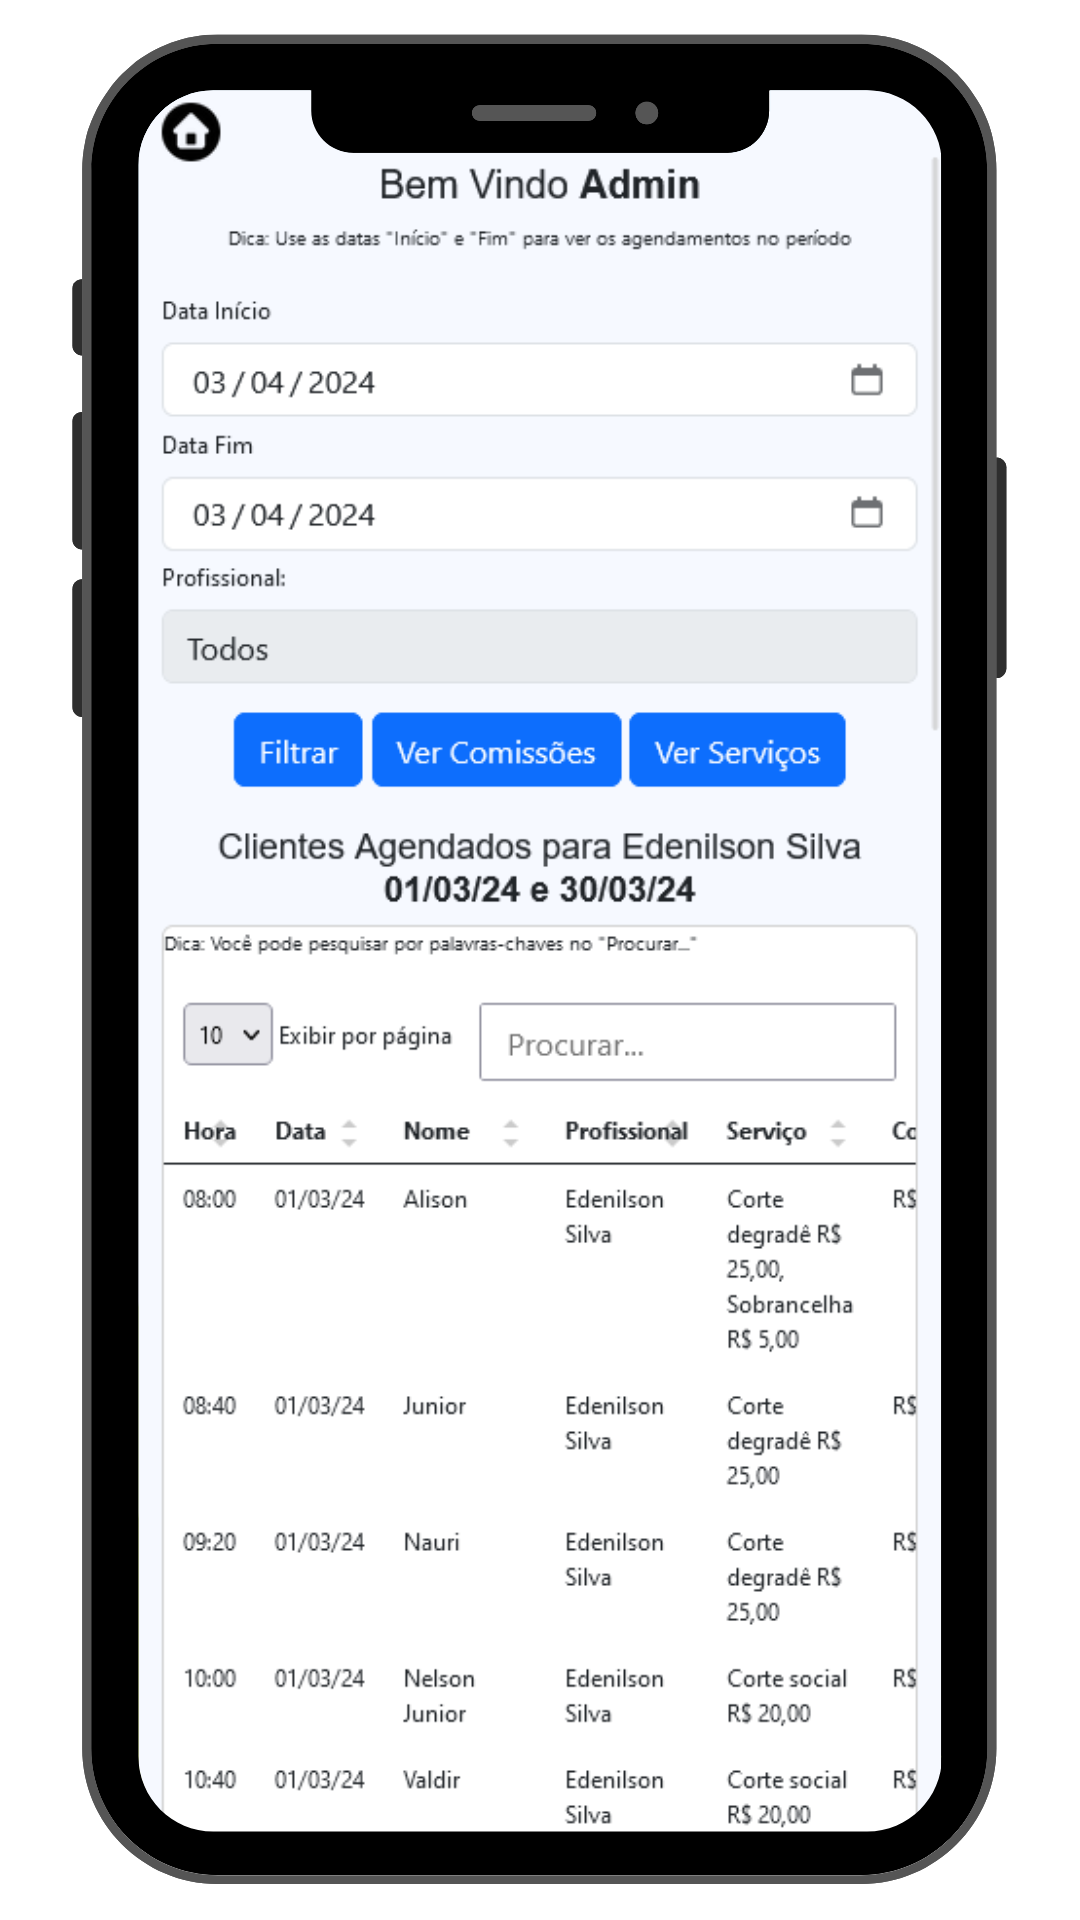 Bem Vindo Admin
Dica: Use as datas "Início" e "Fim" para ver os agendamentos no período
Data Início
03 / 04 / 2024
Data Fim
03 / 04 / 2024
Profissional:
Todos
Filtrar Ver Comissões Ver Serviços
Clientes Agendados para Edenilson Silva
01/03/24 e 30/03/24
Dica: Você pode pesquisar por palavras-chaves no "Procurar..."
10 Exibir por página Procurar...
Hora Data Nome Profissional Serviço
08:00 01/03/24 Alison Edenilson Corte R$
Silva degradê R$
25,00,
Sobrancelha
R$ 5,00
08:40 01/03/24 Junior Edenilson Corte R$
Silva degradê R$
25,00
09:20 01/03/24 Nauri Edenilson Corte R$
Silva degradê R$
25,00
10:00 01/03/24 Nelson Edenilson Corte social R$
Junior Silva R$ 20,00
10:40 01/03/24 Valdir Edenilson Corte social R$
Silva R$ 20,00